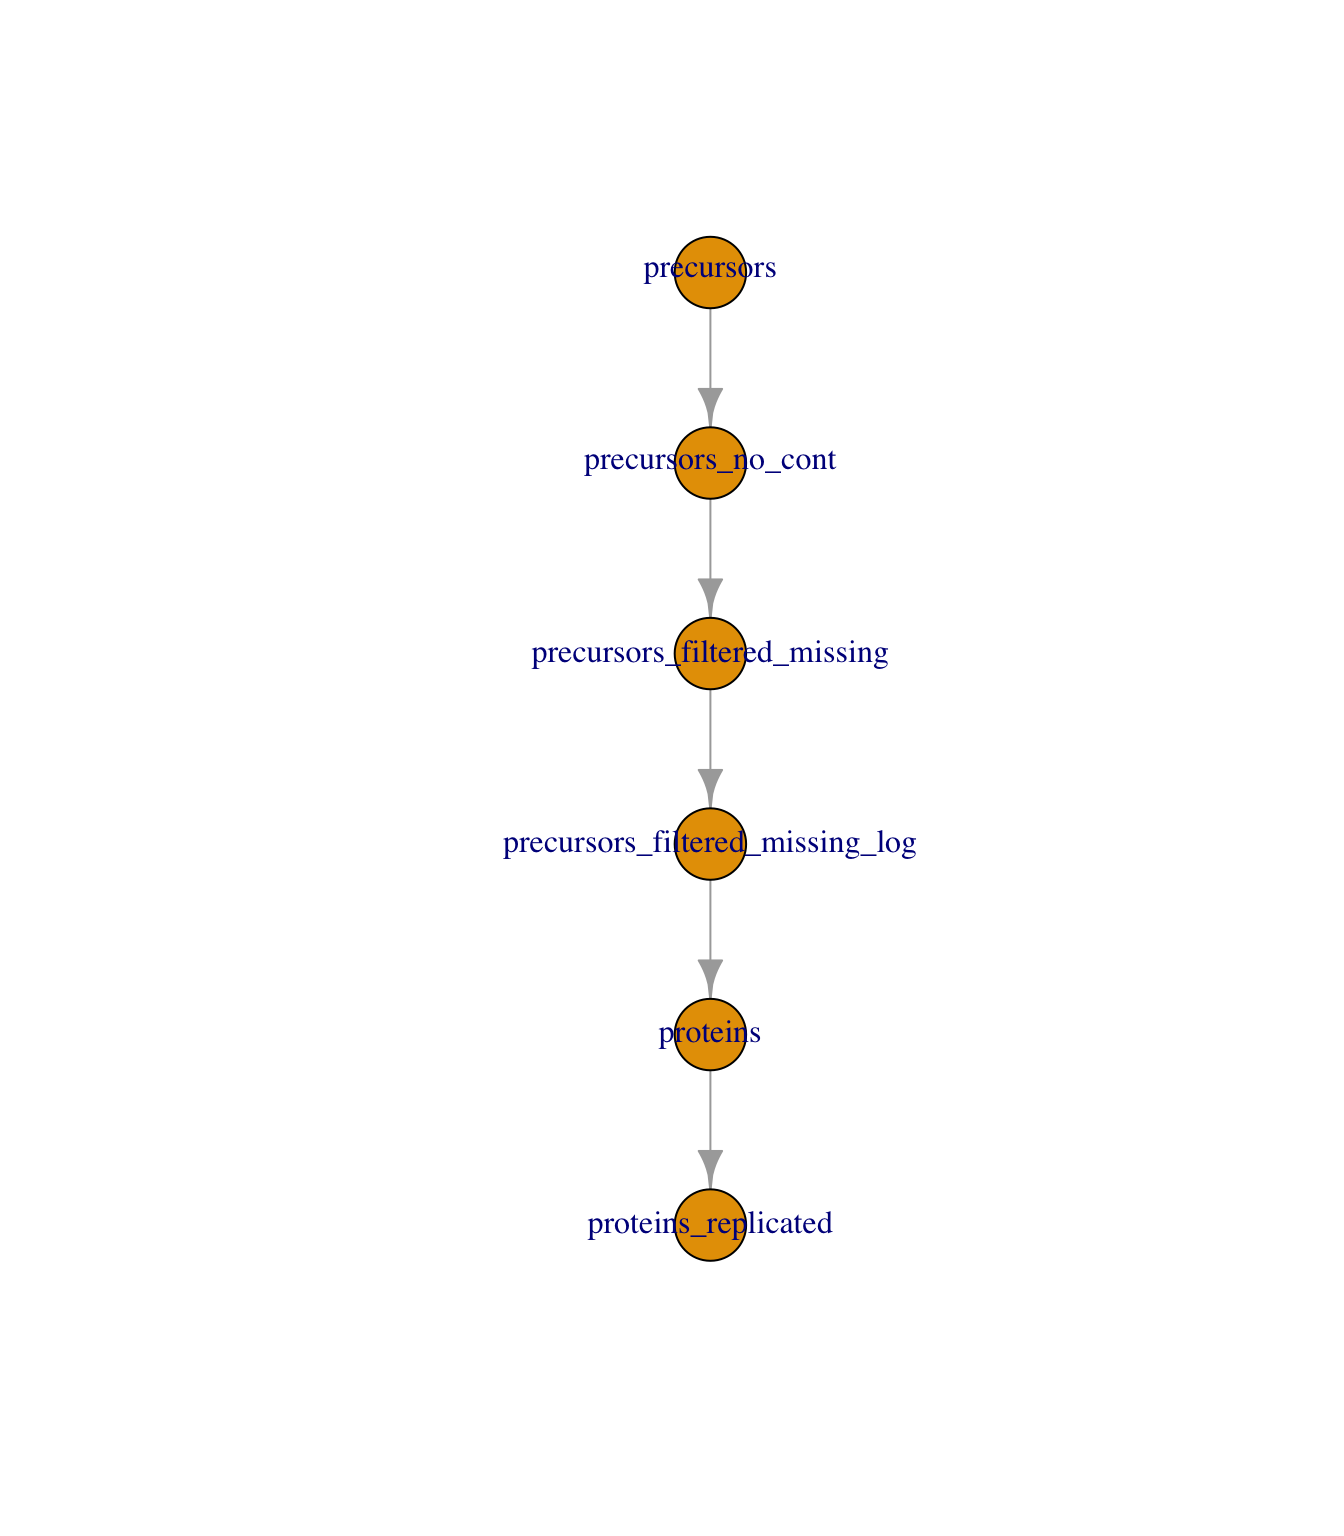 precursors
precursors_no_cont
precursors_filtered_missing
precursors_filtered_missing_log
proteins
proteins_replicated